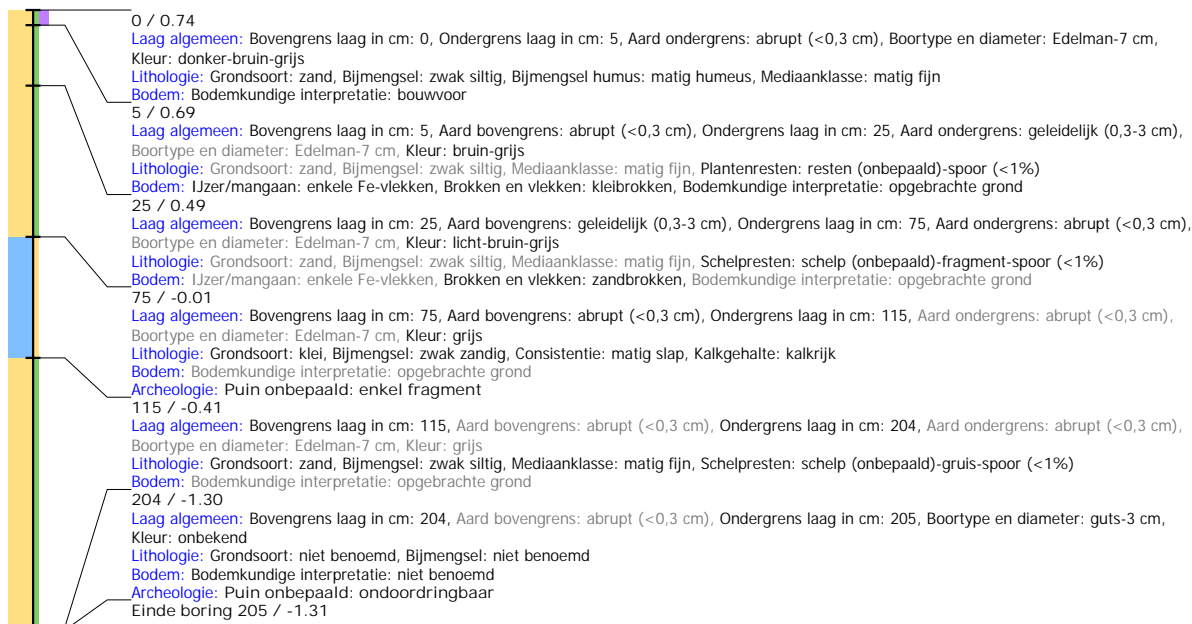 0 / 0.74
Laag algemeen: Bovengrens laag in cm: 0, Ondergrens laag in cm: 5, Aard ondergrens: abrupt (<0,3 cm), Boortype en diameter: Edelman-7 cm,
Kleur: donker-bruin-grijs
Lithologie: Grondsoort: zand, Bijmengsel: zwak siltig, Bijmengsel humus: matig humeus, Mediaanklasse: matig fijn
Bodem: Bodemkundige interpretatie: bouwvoor
5 / 0.69
Laag algemeen: Bovengrens laag in cm: 5, Aard bovengrens: abrupt (<0,3 cm), Ondergrens laag in cm: 25, Aard ondergrens: geleidelijk (0,3-3 cm),
Boortype en diameter: Edelman-7 cm, Kleur: bruin-grijs
Lithologie: Grondsoort: zand, Bijmengsel: zwak siltig, Mediaanklasse: matig fijn, Plantenresten: resten (onbepaald)-spoor (<1%)
Bodem: IJzer/mangaan: enkele Fe-vlekken, Brokken en vlekken: kleibrokken, Bodemkundige interpretatie: opgebrachte grond
25 / 0.49
Laag algemeen: Bovengrens laag in cm: 25, Aard bovengrens: geleidelijk (0,3-3 cm), Ondergrens laag in cm: 75, Aard ondergrens: abrupt (<0,3 cm),
Boortype en diameter: Edelman-7 cm, Kleur: licht-bruin-grijs
Lithologie: Grondsoort: zand, Bijmengsel: zwak siltig, Mediaanklasse: matig fijn, Schelpresten: schelp (onbepaald)-fragment-spoor (<1%)
Bodem: IJzer/mangaan: enkele Fe-vlekken, Brokken en vlekken: zandbrokken, Bodemkundige interpretatie: opgebrachte grond
75 / -0.01
Laag algemeen: Bovengrens laag in cm: 75, Aard bovengrens: abrupt (<0,3 cm), Ondergrens laag in cm: 115, Aard ondergrens: abrupt (<0,3 cm),
Boortype en diameter: Edelman-7 cm, Kleur: grijs
Lithologie: Grondsoort: klei, Bijmengsel: zwak zandig, Consistentie: matig slap, Kalkgehalte: kalkrijk
Bodem: Bodemkundige interpretatie: opgebrachte grond
Archeologie: Puin onbepaald: enkel fragment
115 / -0.41
Laag algemeen: Bovengrens laag in cm: 115, Aard bovengrens: abrupt (<0,3 cm), Ondergrens laag in cm: 204, Aard ondergrens: abrupt (<0,3 cm),
Boortype en diameter: Edelman-7 cm, Kleur: grijs
Lithologie: Grondsoort: zand, Bijmengsel: zwak siltig, Mediaanklasse: matig fijn, Schelpresten: schelp (onbepaald)-gruis-spoor (<1%)
Bodem: Bodemkundige interpretatie: opgebrachte grond
204 / -1.30
Laag algemeen: Bovengrens laag in cm: 204, Aard bovengrens: abrupt (<0,3 cm), Ondergrens laag in cm: 205, Boortype en diameter: guts-3 cm,
Kleur: onbekend
Lithologie: Grondsoort: niet benoemd, Bijmengsel: niet benoemd
Bodem: Bodemkundige interpretatie: niet benoemd
Archeologie: Puin onbepaald: ondoordringbaar
Einde boring 205 / -1.31